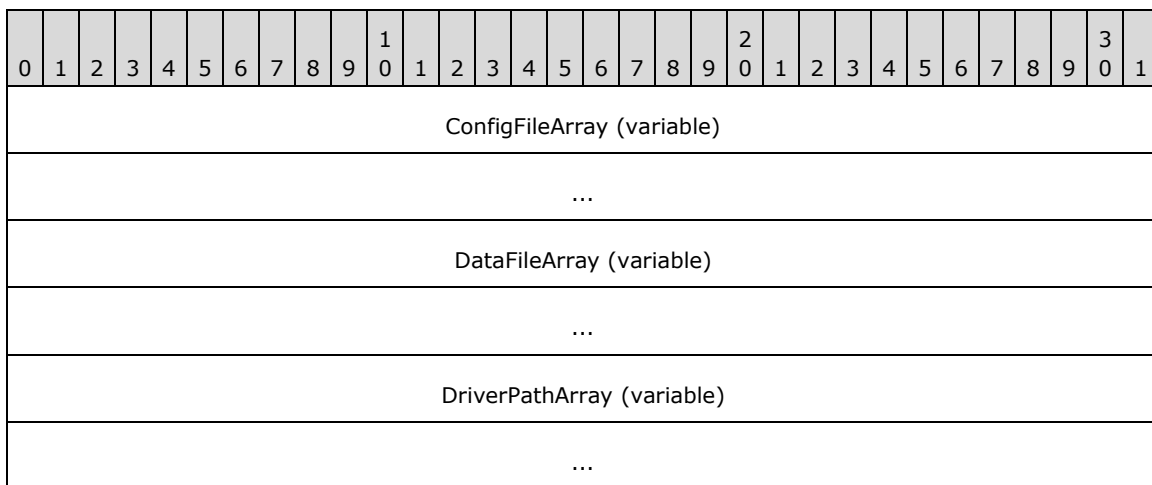 1 2 3
0 1 2 3 4 5 6 7 8 9 0 1 2 3 4 5 6 7 8 9 0 1 2 3 4 5 6 7 8 9 0 1
ConfigFileArray (variable)
...
DataFileArray (variable)
...
DriverPathArray (variable)
...